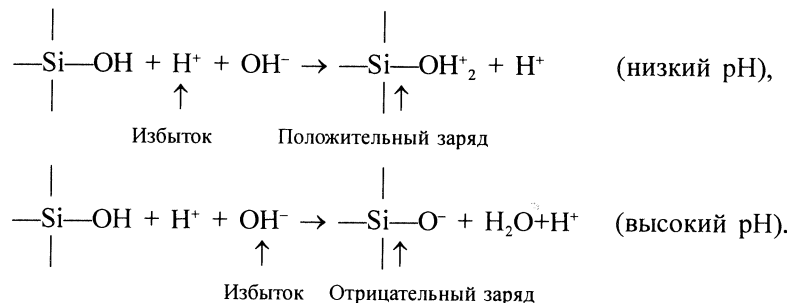 —Si—OH + H⁺ + OH⁻ → —Si—OH⁺₂ + H⁺ (низкий pH),
↑ ↑
Избыток Положительный заряд
—Si—OH + H⁺ + OH⁻ → —Si—O⁻ + H₂O+H⁺ (высокий pH).
↑ ↑
Избыток Отрицательный заряд